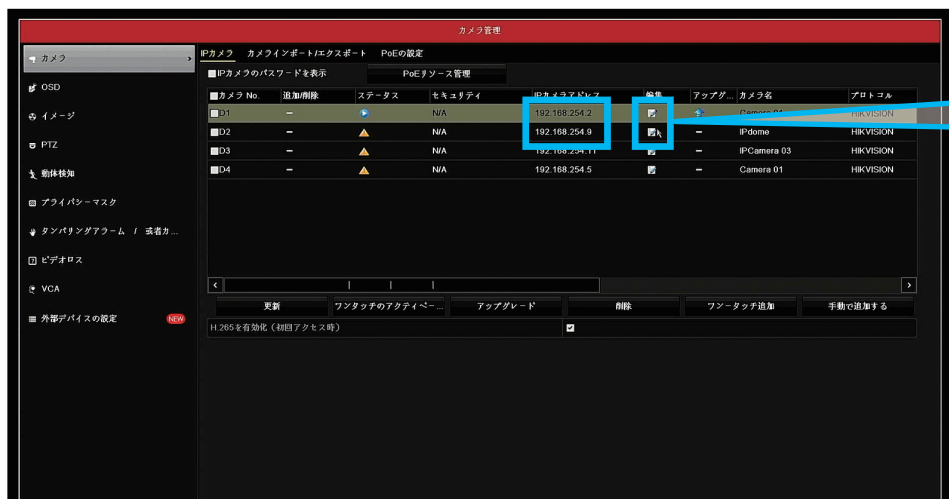 カメラ管理
カメラ
OSD
イメージ
PTZ
動体検知
プライバシーマスク
タンパリングアラーム / 或者カ...
ビデオロス
VCA
外部デバイスの設定 NEW
IPカメラ カメラインポート/エクスポート PoEの設定
IPカメラのパスワードを表示 PoEリソース管理
カメラ No. 追加/削除 ステータス セキュリティ IPカメラアドレス 編集 アップグ... カメラ名 プロトコル
D1 – N/A 192.168.254.2 Camera 01 HIKVISION
D2 – N/A 192.168.254.9 – IPdome HIKVISION
D3 – N/A 192.168.254.11 – IPCamera 03 HIKVISION
D4 – N/A 192.168.254.5 – Camera 01 HIKVISION
更新 ワンタッチのアクティベー... アップグレード 削除 ワンータッチ追加 手動で追加する
H.265を有効化(初回アクセス時)